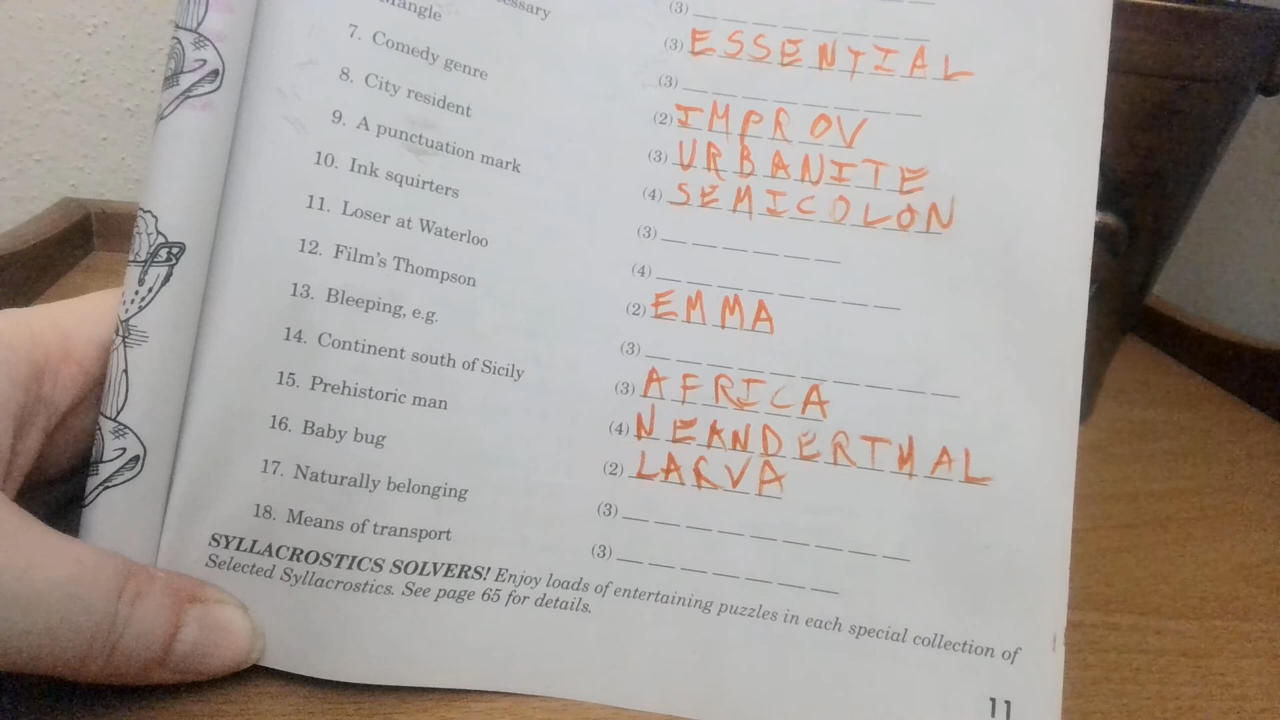 (3) _ _ _ _ _ _ _ _
essary (3) ESSENTIAL
Mangle (3) _ _ _ _ _ _ _ _
7. Comedy genre (2) IMPROV
8. City resident (3) URBANITE
9. A punctuation mark (4) SEMICOLON
10. Ink squirters (3) _ _ _ _ _ _
11. Loser at Waterloo (4) _ _ _ _ _ _ _ _
12. Film's Thompson (2) EMMA
13. Bleeping, e.g. (3) _ _ _ _ _ _ _ _ _ _
14. Continent south of Sicily (3) AFRICA
15. Prehistoric man (4) NEANDERTHAL
16. Baby bug (2) LARVA
17. Naturally belonging (3) _ _ _ _ _ _ _ _ _
18. Means of transport (3) _ _ _ _ _ _ _
SYLLACROSTICS SOLVERS! Enjoy loads of entertaining puzzles in each special collection of
Selected Syllacrostics. See page 65 for details.
11